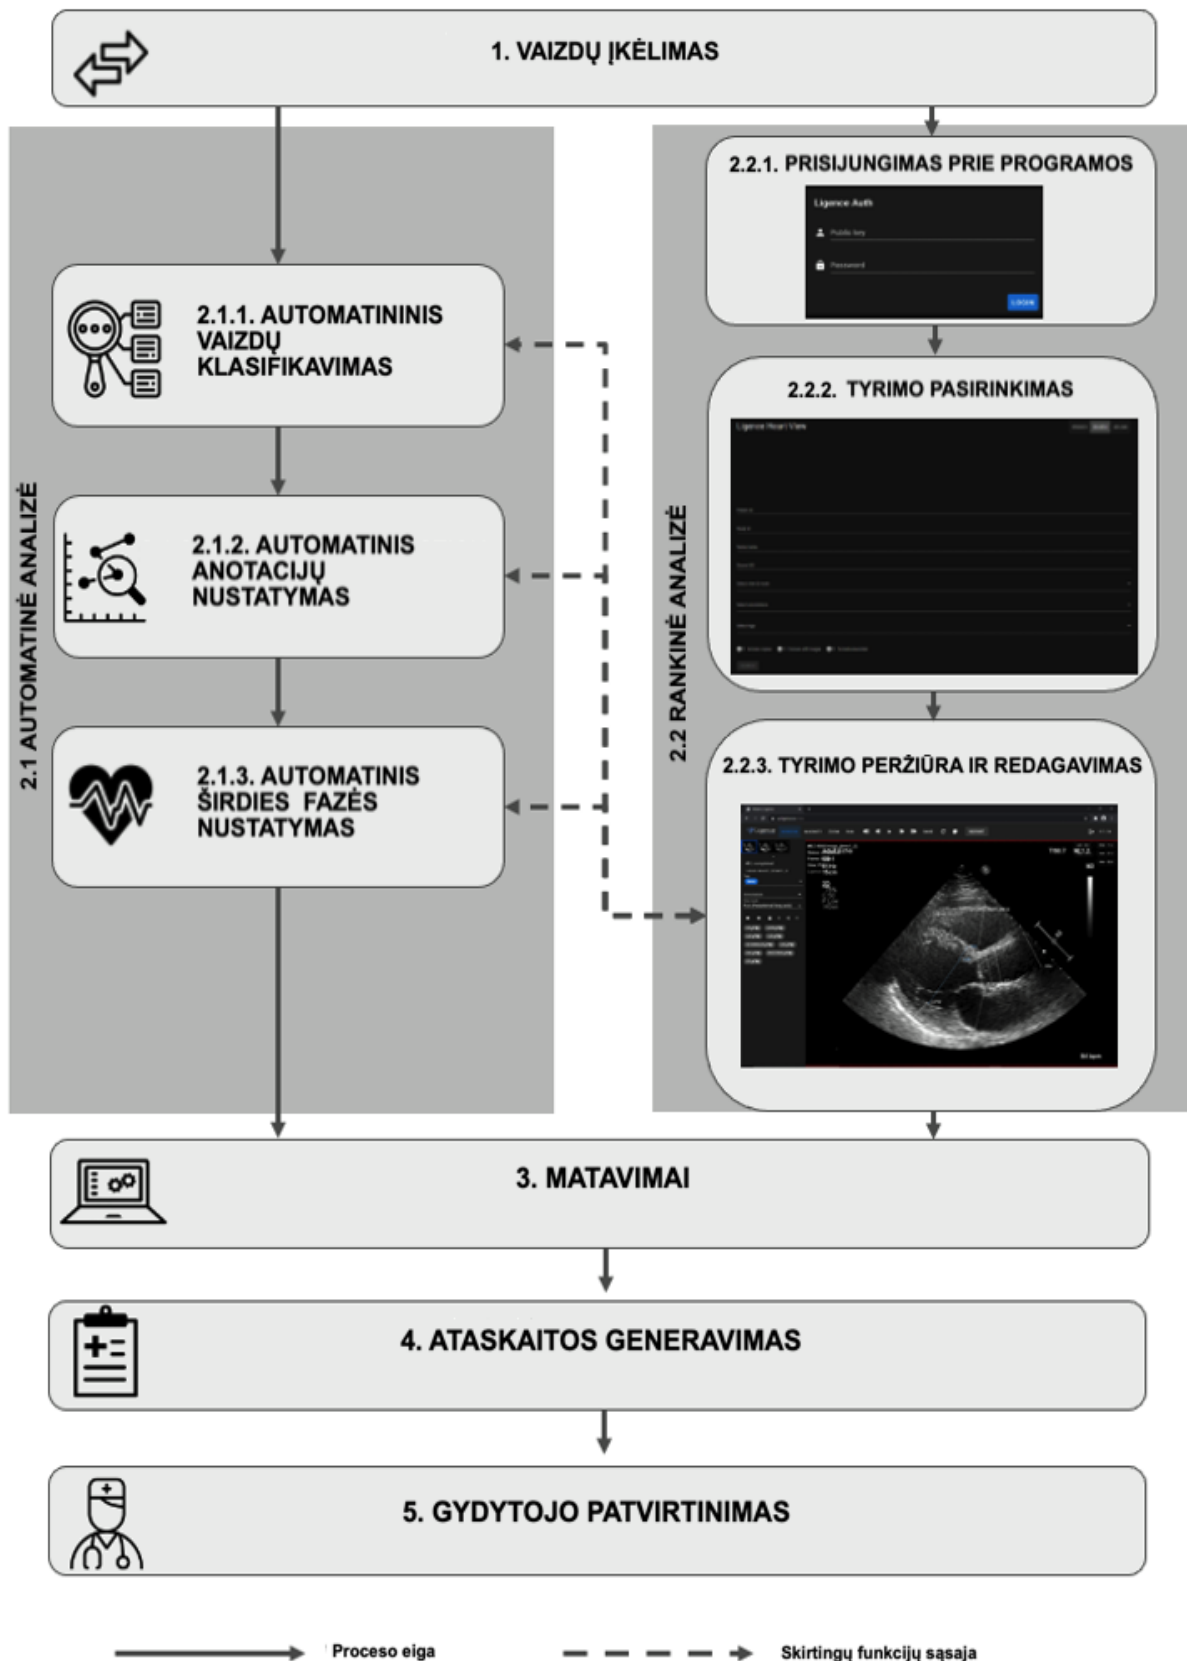 1. VAIZDŲ ĮKĖLIMAS
2.1 AUTOMATINĖ ANALIZĖ
2.1.1. AUTOMATININIS
VAIZDŲ
KLASIFIKAVIMAS
2.1.2. AUTOMATINIS
ANOTACIJŲ
NUSTATYMAS
2.1.3. AUTOMATINIS
ŠIRDIES FAZĖS
NUSTATYMAS
2.2 RANKINĖ ANALIZĖ
2.2.1. PRISIJUNGIMAS PRIE PROGRAMOS
Ligence Auth
Public key
Password
LOGIN
2.2.2. TYRIMO PASIRINKIMAS
Ligence Heart View
2.2.3. TYRIMO PERŽIŪRA IR REDAGAVIMAS
3. MATAVIMAI
4. ATASKAITOS GENERAVIMAS
5. GYDYTOJO PATVIRTINIMAS
Proceso eiga
Skirtingų funkcijų sąsaja